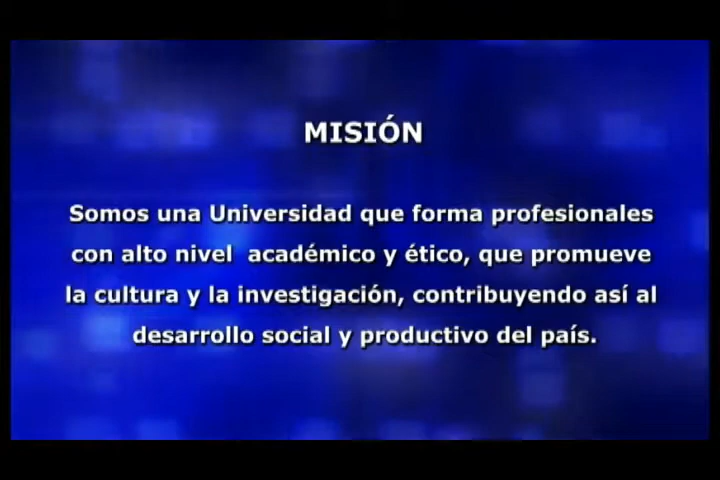 MISIÓN
Somos una Universidad que forma profesionales
con alto nivel académico y ético, que promueve
la cultura y la investigación, contribuyendo así al
desarrollo social y productivo del país.